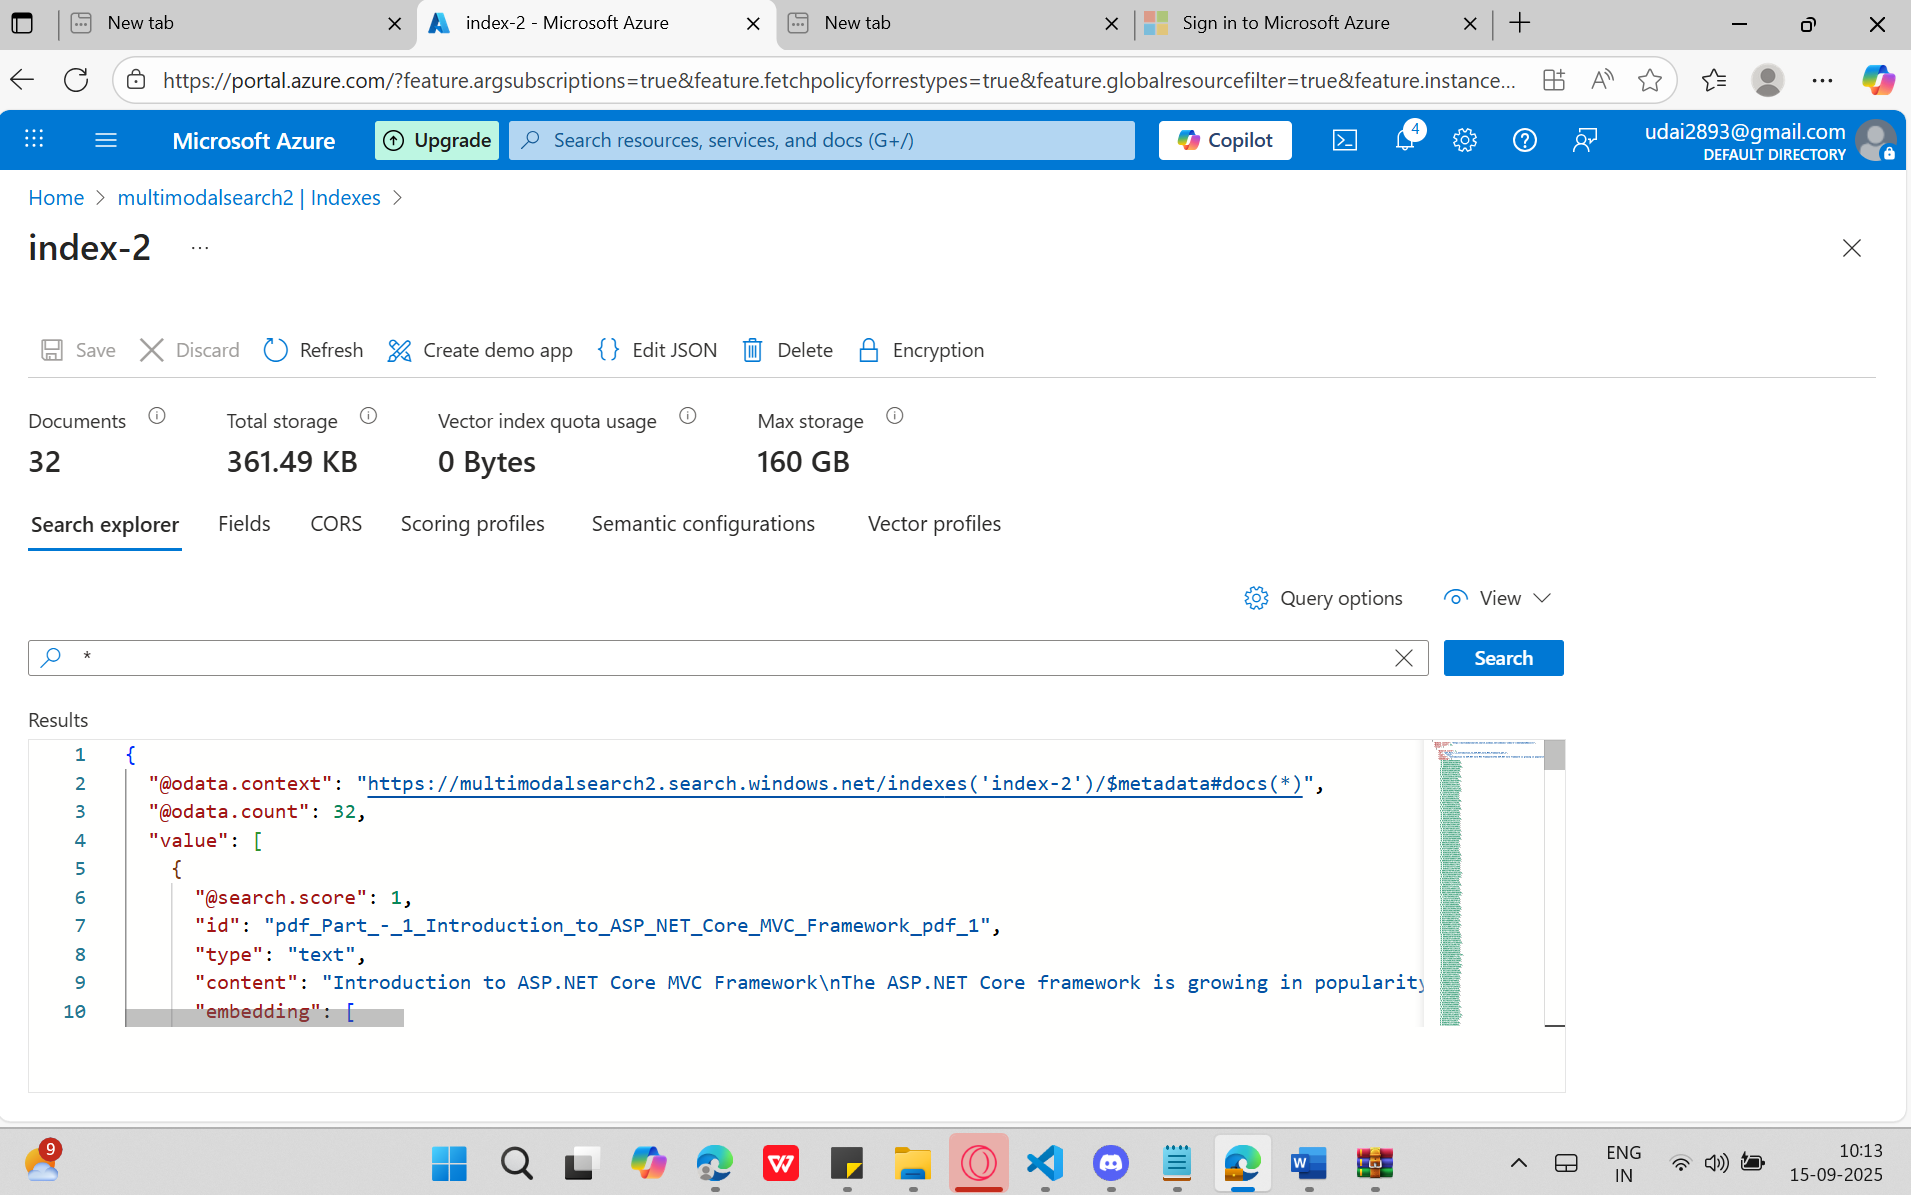 New tab
index-2 - Microsoft Azure
New tab
Sign in to Microsoft Azure
https://portal.azure.com/?feature.argsubscriptions=true&feature.fetchpolicyforrestypes=true&feature.globalresourcefilter=true&feature.instance...
Microsoft Azure
Upgrade
Search resources, services, and docs (G+/)
Copilot
4
udai2893@gmail.com
DEFAULT DIRECTORY
Home > multimodalsearch2 | Indexes >
index-2 ...
Save Discard Refresh Create demo app {} Edit JSON Delete Encryption
Documents Total storage Vector index quota usage Max storage
32 361.49 KB 0 Bytes 160 GB
Search explorer Fields CORS Scoring profiles Semantic configurations Vector profiles
Query options View
* Search
Results
1 {
2 "@odata.context": "https://multimodalsearch2.search.windows.net/indexes('index-2')/$metadata#docs(*)",
3 "@odata.count": 32,
4 "value": [
5 {
6 "@search.score": 1,
7 "id": "pdf_Part_-_1_Introduction_to_ASP_NET_Core_MVC_Framework_pdf_1",
8 "type": "text",
9 "content": "Introduction to ASP.NET Core MVC Framework\nThe ASP.NET Core framework is growing in popularity
10 "embedding": [
9
W
W
ENG
IN
10:13
15-09-2025